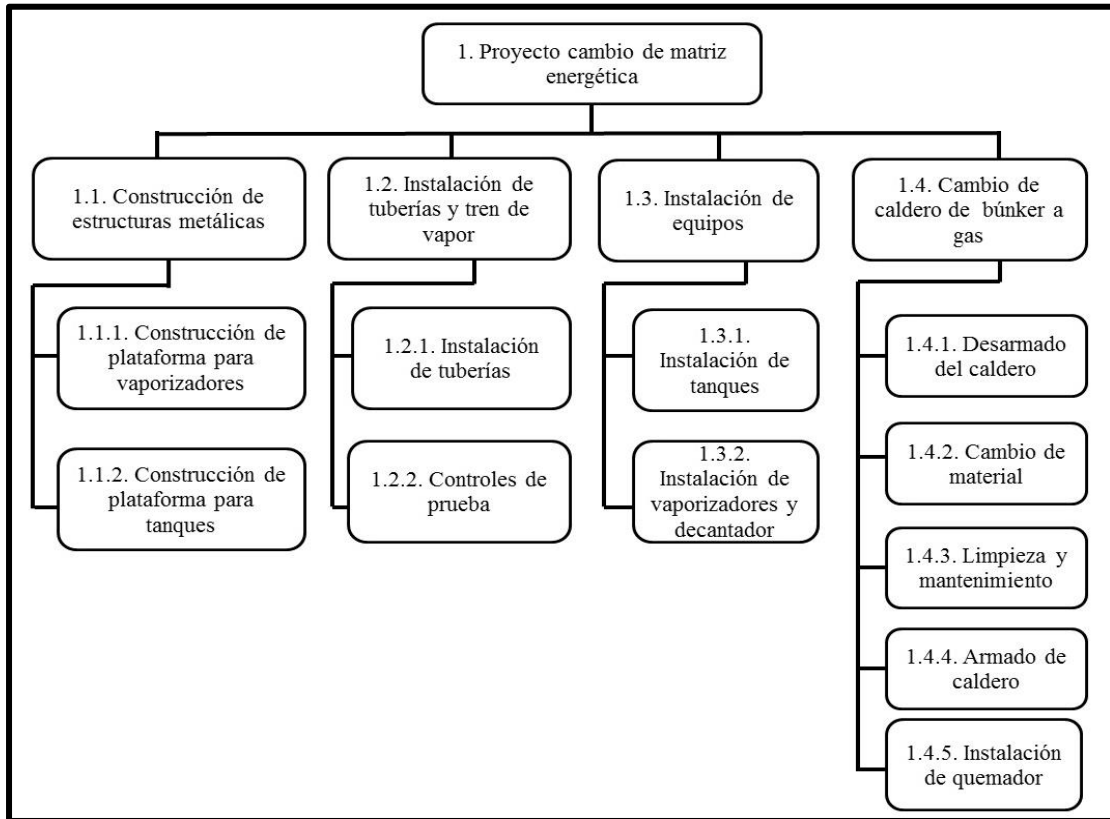 1. Proyecto cambio de matriz
energética
1.1. Construcción de
estructuras metálicas
1.2. Instalación de
tuberías y tren de
vapor
1.3. Instalación de
equipos
1.4. Cambio de
caldero de búnker a
gas
1.1.1. Construcción de
plataforma para
vaporizadores
1.1.2. Construcción de
plataforma para
tanques
1.2.1. Instalación
de tuberías
1.2.2. Controles de
prueba
1.3.1.
Instalación de
tanques
1.3.2.
Instalación de
vaporizadores y
decantador
1.4.1. Desarmado
del caldero
1.4.2. Cambio de
material
1.4.3. Limpieza y
mantenimiento
1.4.4. Armado de
caldero
1.4.5. Instalación
de quemador